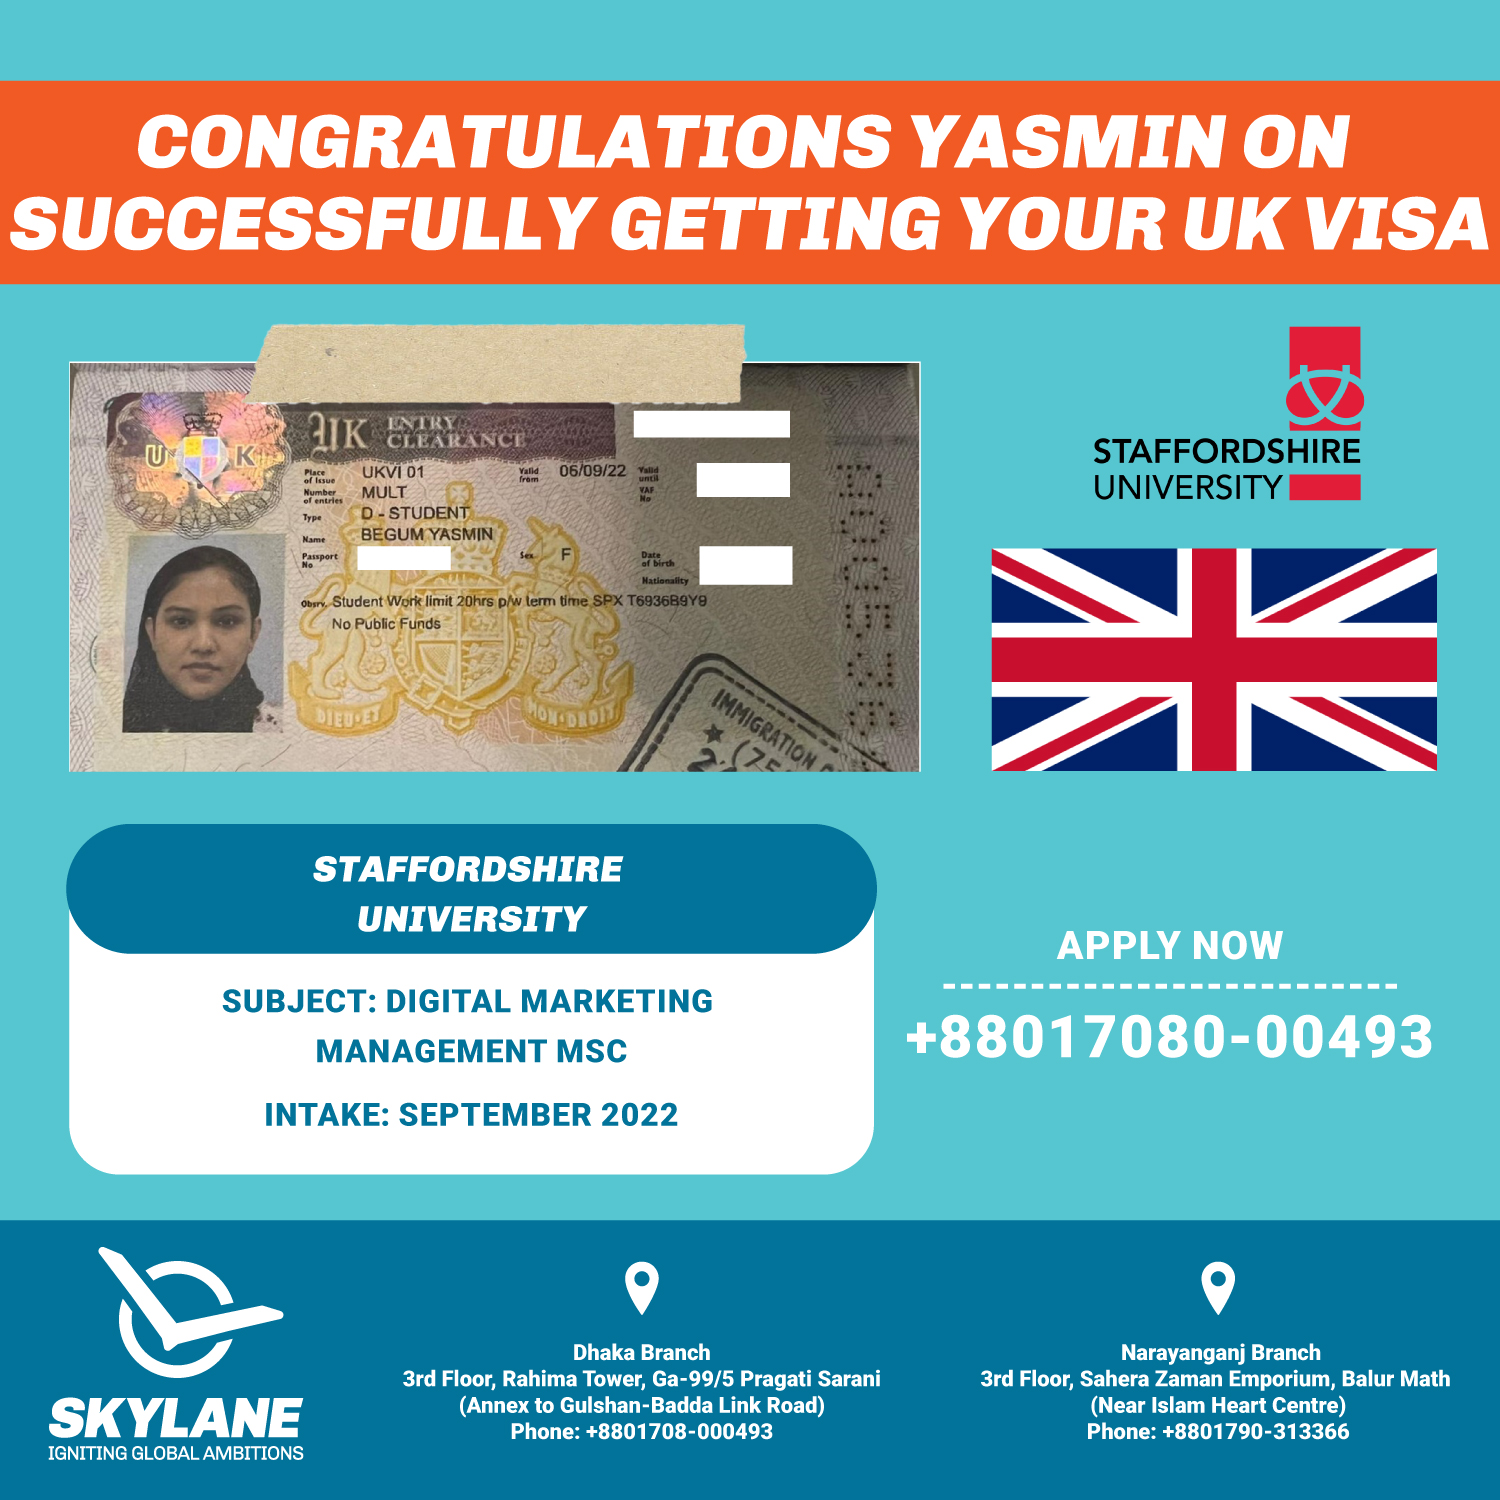 CONGRATULATIONS YASMIN ON
SUCCESSFULLY GETTING YOUR UK VISA
UK ENTRY
CLEARANCE
U K
Place
of Issue UKVI 01 Valid
from 06/09/22 Valid
until
Number
of entries MULT VAF
No
Type D - STUDENT
Name BEGUM YASMIN
Passport
No Sex F Date
of birth
Nationality
Obsrv. Student Work limit 20hrs p/w term time SPX T6936B9Y9
No Public Funds
DIEU·ET MON·DROIT
IMMIGRATION
STAFFORDSHIRE
UNIVERSITY
STAFFORDSHIRE
UNIVERSITY
SUBJECT: DIGITAL MARKETING
MANAGEMENT MSC
INTAKE: SEPTEMBER 2022
APPLY NOW
+88017080-00493
SKYLANE
IGNITING GLOBAL AMBITIONS
Dhaka Branch
3rd Floor, Rahima Tower, Ga-99/5 Pragati Sarani
(Annex to Gulshan-Badda Link Road)
Phone: +8801708-000493
Narayanganj Branch
3rd Floor, Sahera Zaman Emporium, Balur Math
(Near Islam Heart Centre)
Phone: +8801790-313366